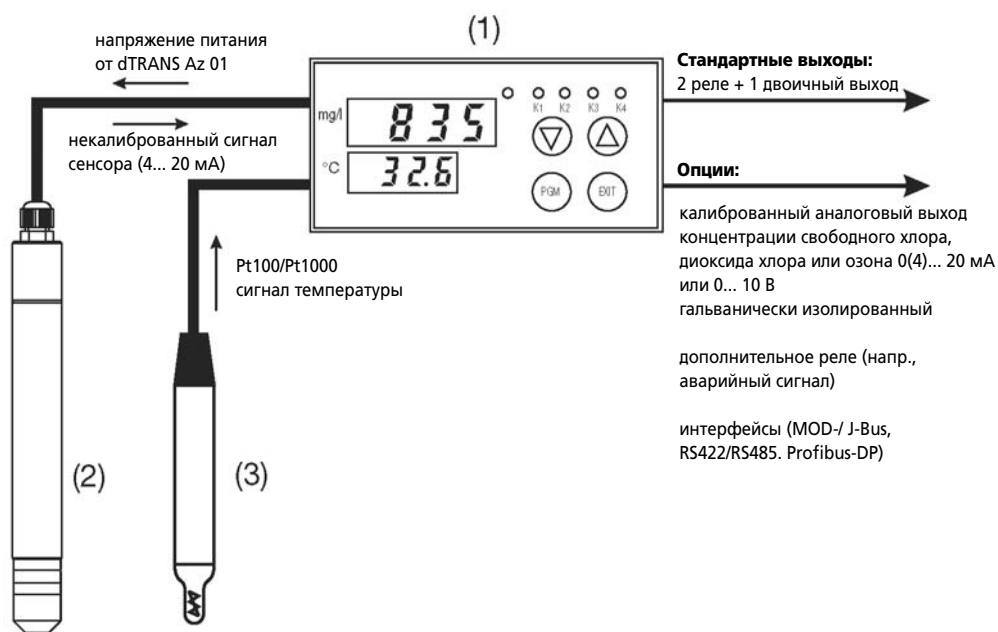 (1)
напряжение питания
от dTRANS Az 01
некалиброванный сигнал
сенсора (4... 20 мА)
mg/l
835
°C
32.6
K1 K2 K3 K4
PGM
EXIT
Стандартные выходы:
2 реле + 1 двоичный выход
Опции:
калиброванный аналоговый выход
концентрации свободного хлора,
диоксида хлора или озона 0(4)... 20 мА
или 0... 10 В
гальванически изолированный
дополнительное реле (напр.,
аварийный сигнал)
интерфейсы (MOD-/ J-Bus,
RS422/RS485. Profibus-DP)
Pt100/Pt1000
сигнал температуры
(2)
(3)